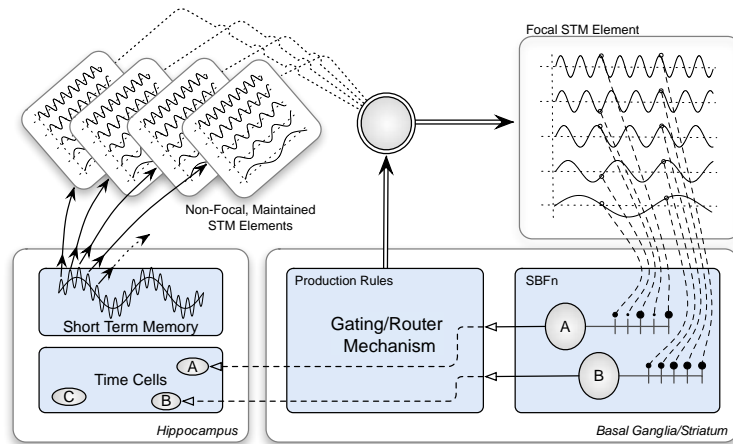 Focal STM Element
Non-Focal, Maintained
STM Elements
Production Rules
SBFn
Short Term Memory
Gating/Router
Mechanism
A
B
Time Cells
A
B
C
Hippocampus
Basal Ganglia/Striatum